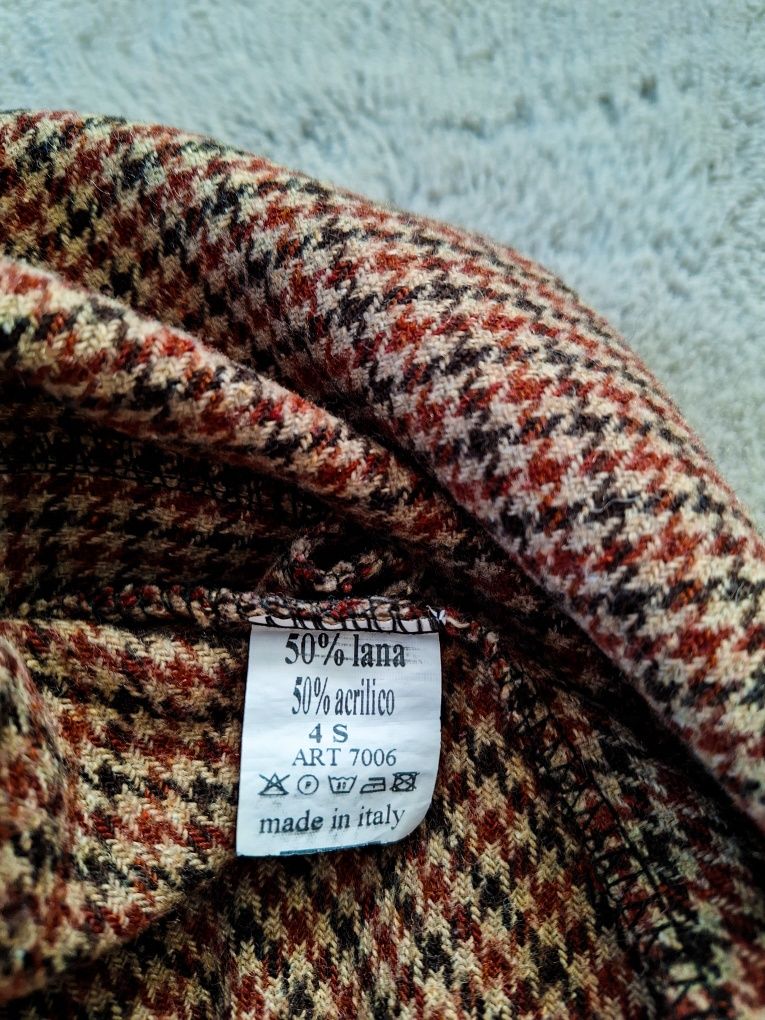 50% lana
50% acrilico
4 S
ART 7006
made in italy